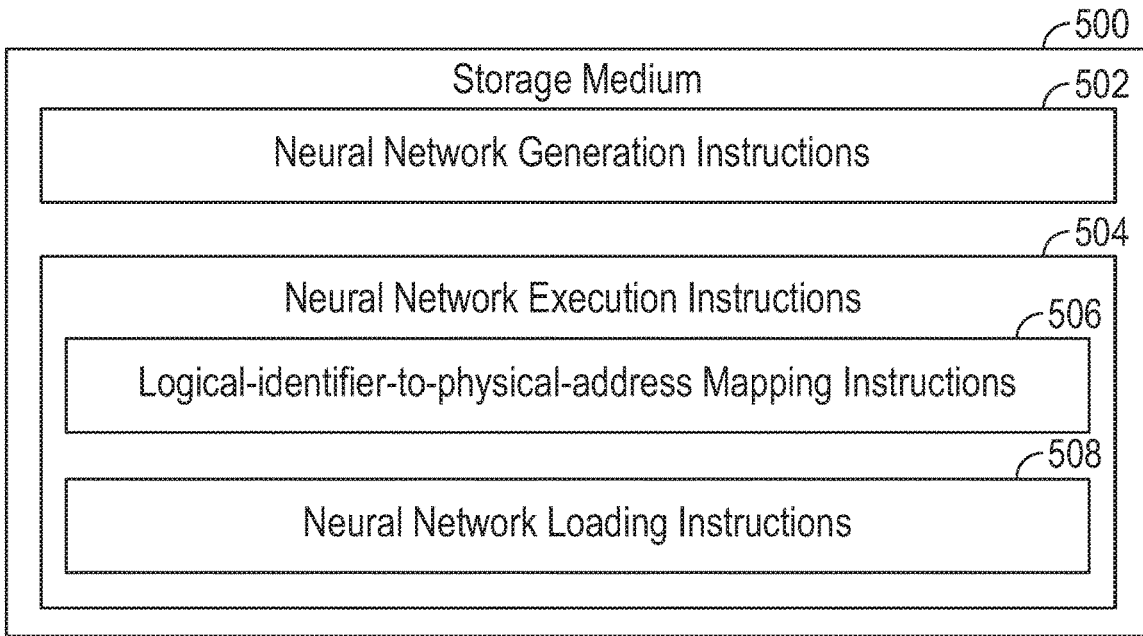 500
Storage Medium
502
Neural Network Generation Instructions
504
Neural Network Execution Instructions
506
Logical-identifier-to-physical-address Mapping Instructions
508
Neural Network Loading Instructions